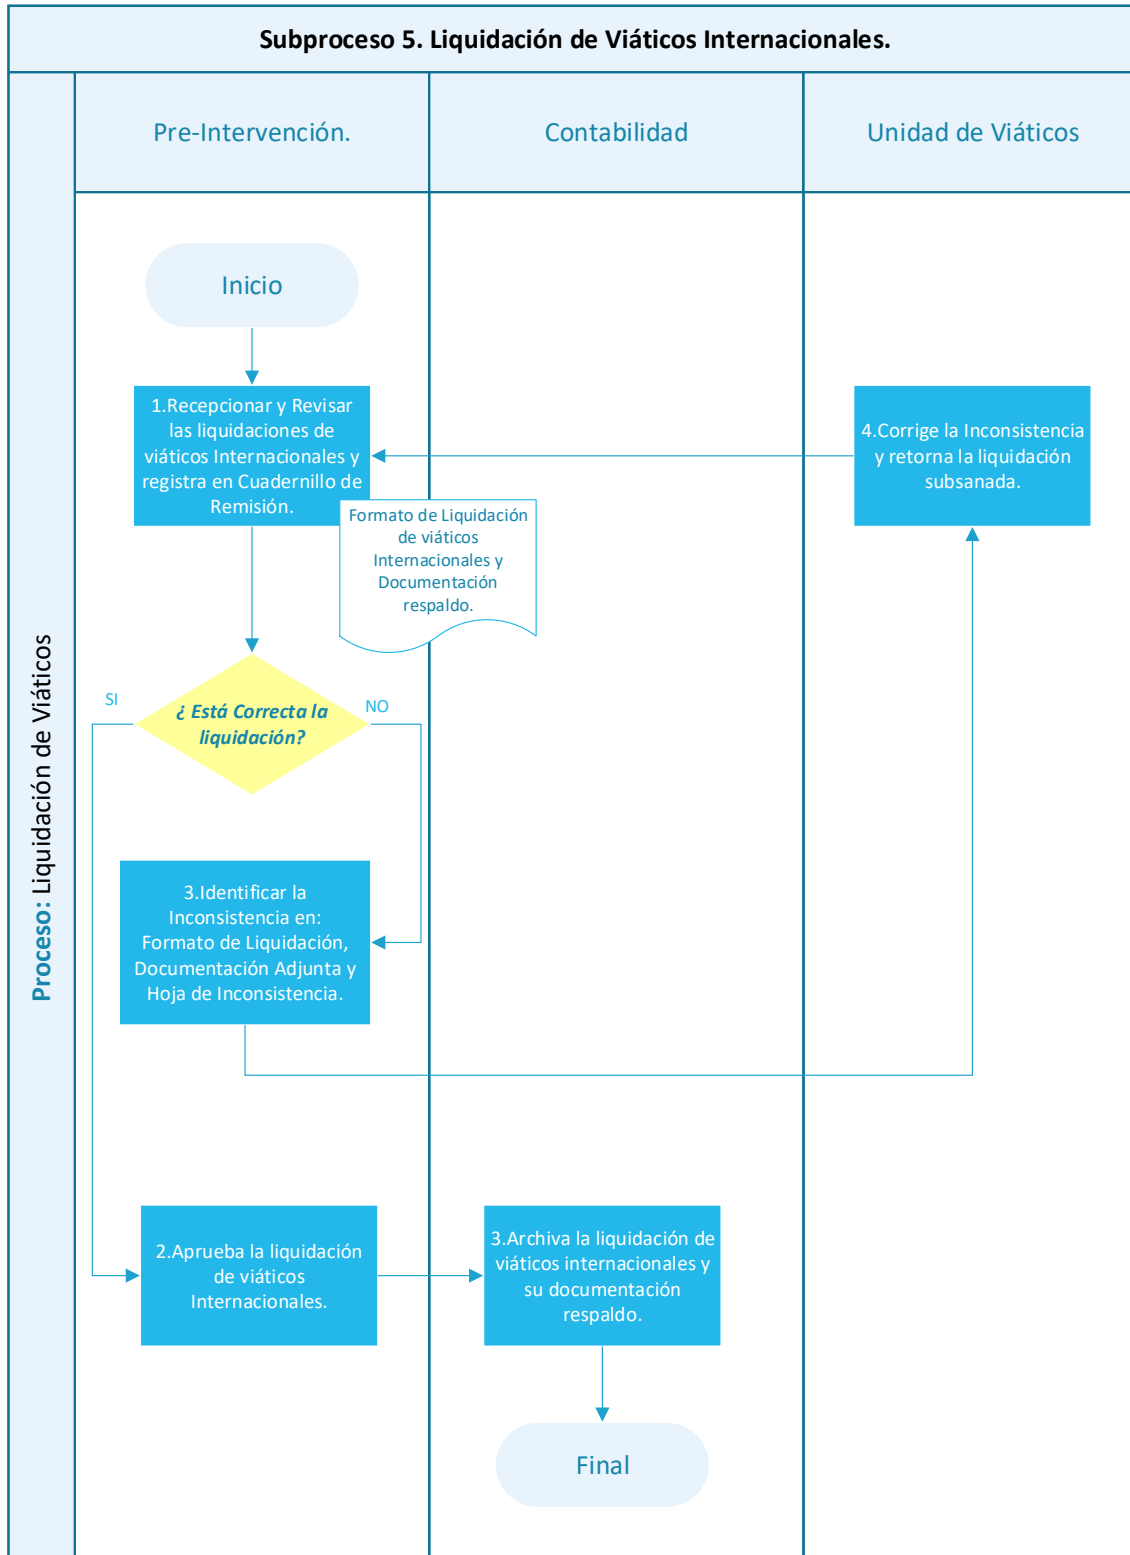 Subproceso 5. Liquidación de Viáticos Internacionales.
Pre-Intervención.
Contabilidad
Unidad de Viáticos
Proceso: Liquidación de Viáticos
Inicio
1.Recepcionar y Revisar
las liquidaciones de
viáticos Internacionales y
registra en Cuadernillo de
Remisión.
4.Corrige la Inconsistencia
y retorna la liquidación
subsanada.
Formato de Liquidación
de viáticos
Internacionales y
Documentación
respaldo.
SI
¿ Está Correcta la
liquidación?
NO
3.Identificar la
Inconsistencia en:
Formato de Liquidación,
Documentación Adjunta y
Hoja de Inconsistencia.
2.Aprueba la liquidación
de viáticos
Internacionales.
3.Archiva la liquidación de
viáticos internacionales y
su documentación
respaldo.
Final